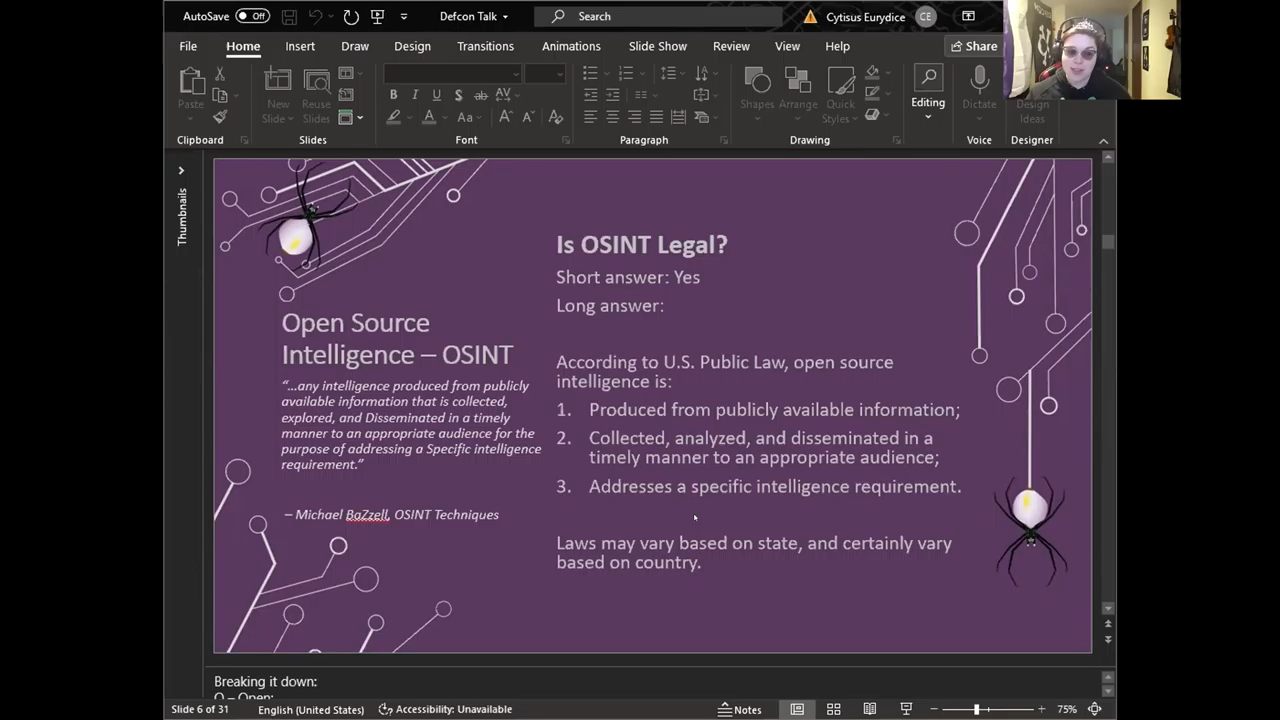 AutoSave Off
Defcon Talk
Search
Cytisus Eurydice
CE
File Home Insert Draw Design Transitions Animations Slide Show Review View Help Share
Paste
New Slide
Reuse Slides
B I U S ab AV
A Aa A A A
Shapes Arrange Quick Styles
Editing
Dictate
Design Ideas
Clipboard Slides Font Paragraph Drawing Voice Designer
Thumbnails
Open Source
Intelligence – OSINT
“...any intelligence produced from publicly
available information that is collected,
explored, and Disseminated in a timely
manner to an appropriate audience for the
purpose of addressing a Specific intelligence
requirement.”
– Michael BaZzell, OSINT Techniques
Is OSINT Legal?
Short answer: Yes
Long answer:
According to U.S. Public Law, open source
intelligence is:
1. Produced from publicly available information;
2. Collected, analyzed, and disseminated in a
timely manner to an appropriate audience;
3. Addresses a specific intelligence requirement.
Laws may vary based on state, and certainly vary
based on country.
Breaking it down:
O – Open:
Slide 6 of 31 English (United States) Accessibility: Unavailable Notes 75%